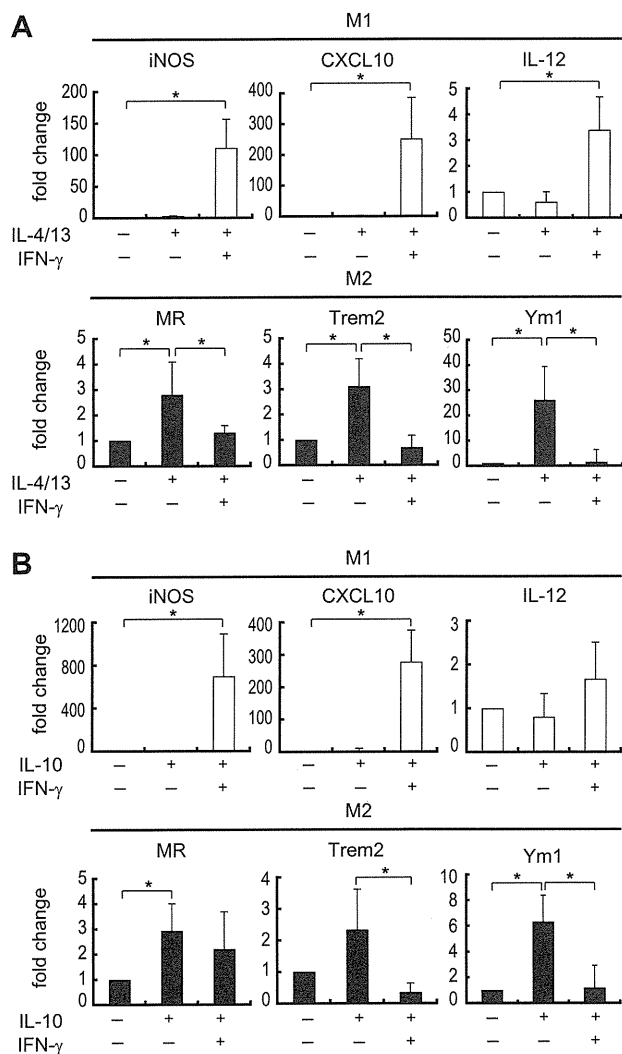 A
M1
iNOS CXCL10 IL-12
fold change
200
150
100
50
0
400
300
200
100
0
5
4
3
2
1
0
IL-4/13 – + + – + + – + +
IFN-γ – – + – – + – – +
* * *
M2
MR Trem2 Ym1
fold change
5
4
3
2
1
0
5
4
3
2
1
0
50
40
30
20
10
0
* * * * * *
IL-4/13 – + + – + + – + +
IFN-γ – – + – – + – – +
B
M1
iNOS CXCL10 IL-12
fold change
1200
800
400
0
400
300
200
100
0
3
2
1
0
* *
IL-10 – + + – + + – + +
IFN-γ – – + – – + – – +
M2
MR Trem2 Ym1
fold change
5
4
3
2
1
0
4
3
2
1
0
10
8
6
4
2
0
* * * *
IL-10 – + + – + + – + +
IFN-γ – – + – – + – – +